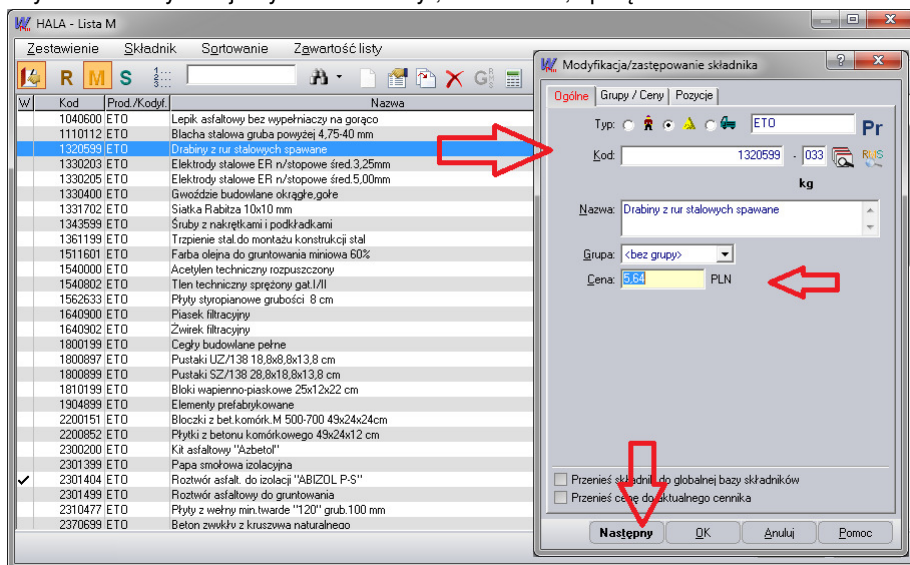 HALA - Lista M
Zestawienie Składnik Sortowanie Zawartość listy
R M S G
W Kod Prod./Kodyf. Nazwa
1040600 ETO Lepik asfaltowy bez wypełniaczy na gorąco
1110112 ETO Blacha stalowa gruba powyżej 4,75-40 mm
1320599 ETO Drabiny z rur stalowych spawane
1330203 ETO Elektrody stalowe ER n/stopowe śred.3,25mm
1330205 ETO Elektrody stalowe ER n/stopowe śred.5,00mm
1330400 ETO Gwoździe budowlane okrągłe,gołe
1331702 ETO Siatka Rabitza 10x10 mm
1343599 ETO Śruby z nakrętkami i podkładkami
1361199 ETO Trzpienie stal.do montażu konstrukcji stal
1511601 ETO Farba olejna do gruntowania miniowa 60%
1540000 ETO Acetylen techniczny rozpuszczony
1540802 ETO Tlen techniczny sprężony gat.I/II
1562633 ETO Płyty styropianowe grubości 8 cm
1640900 ETO Piasek filtracyjny
1640902 ETO Żwirek filtracyjny
1800199 ETO Cegły budowlane pełne
1800897 ETO Pustaki UZ/138 18,8x8,8x13,8 cm
1800899 ETO Pustaki SZ/138 28,8x18,8x13,8 cm
1810199 ETO Bloki wapienno-piaskowe 25x12x22 cm
1904899 ETO Elementy prefabrykowane
2200151 ETO Bloczki z bet.komórk.M 500-700 49x24x24cm
2200852 ETO Płytki z betonu komórkowego 49x24x12 cm
2300200 ETO Kit asfaltowy "Azbetol"
2301399 ETO Papa smołowa izolacyjna
2301404 ETO Roztwór asfalt. do izolacji "ABIZOL P-S"
2301499 ETO Roztwór asfaltowy do gruntowania
2310477 ETO Płyty z wełny min.twarde "120" grub.100 mm
2370699 ETO Beton zwykły z kruszywa naturalnego
Modyfikacja/zastępowanie składnika
Ogólne Grupy / Ceny Pozycje
Typ: ETO Pr
Kod: 1320599 - 033
kg
Nazwa: Drabiny z rur stalowych spawane
Grupa: <bez grupy>
Cena: 5,64 PLN
Przenieś składnik do globalnej bazy składników
Przenieś cenę do aktualnego cennika
Następny OK Anuluj Pomoc